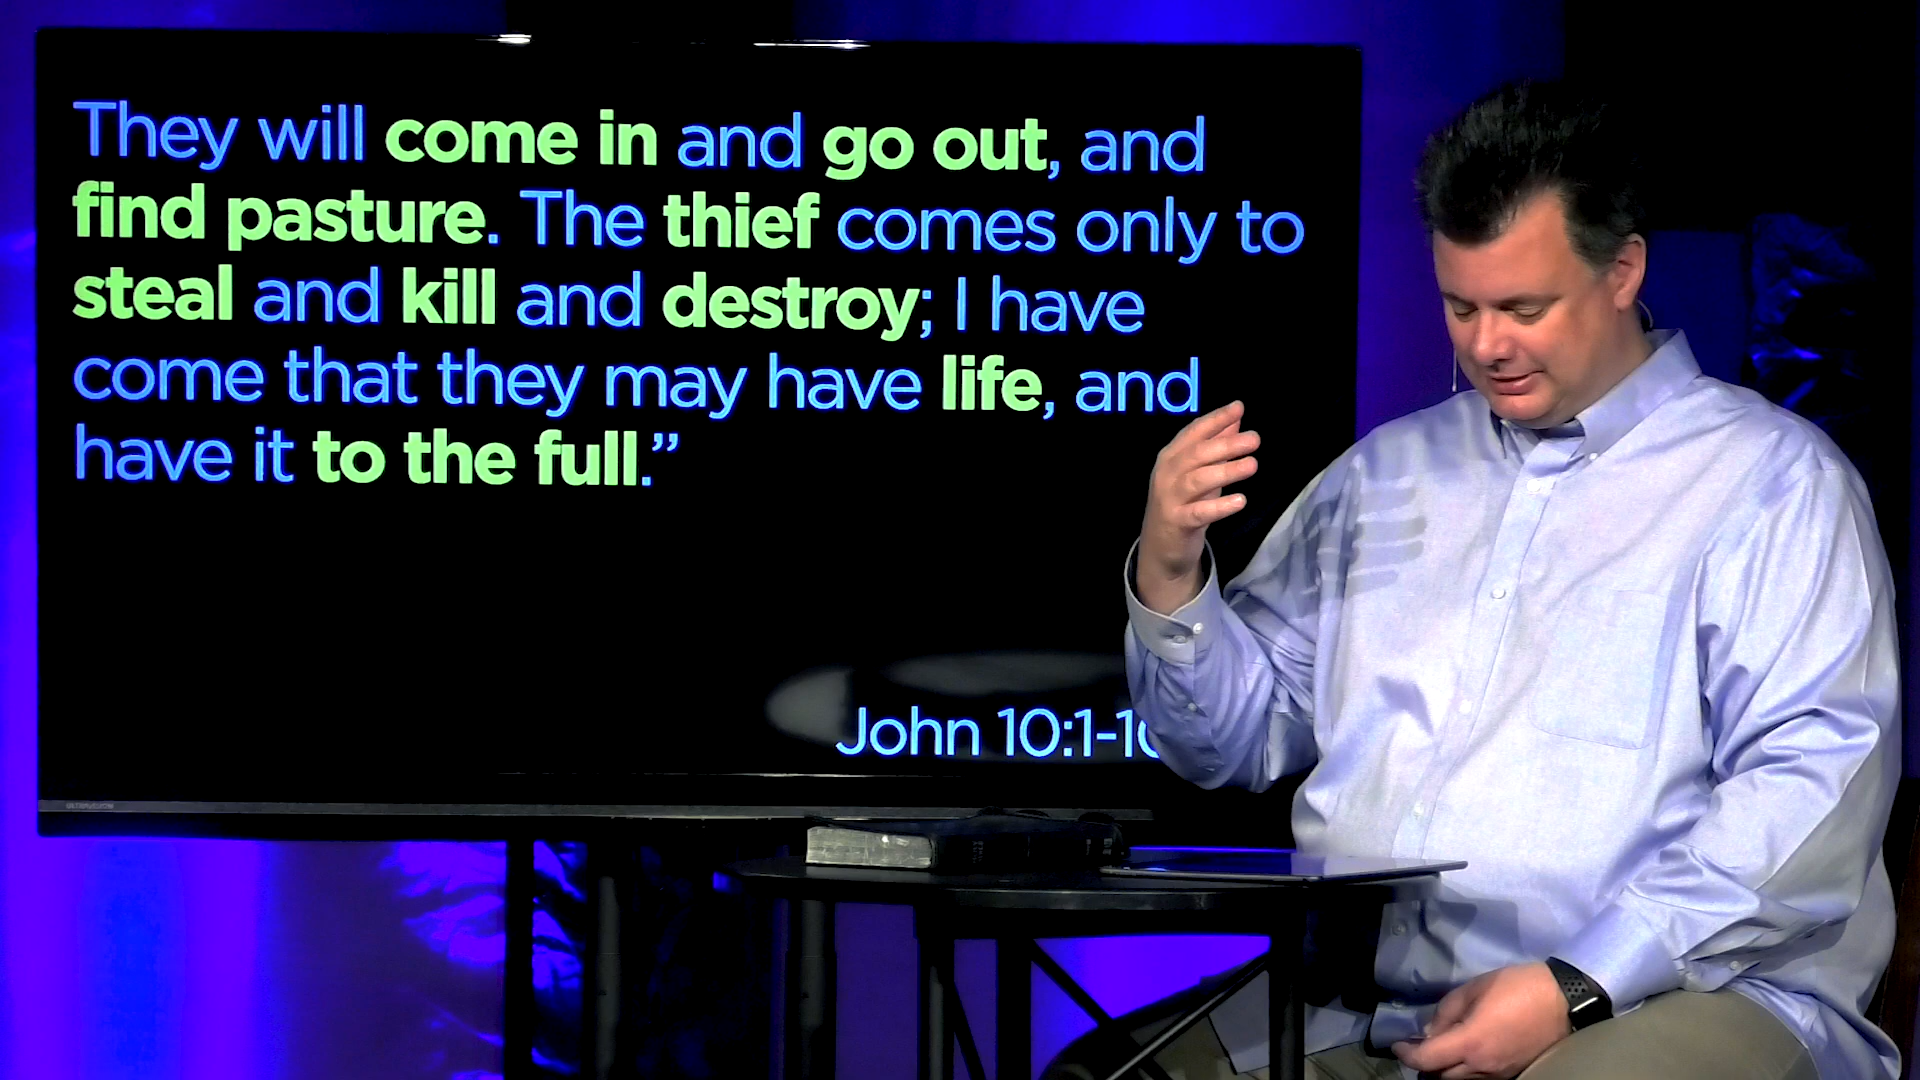 They will come in and go out, and
find pasture. The thief comes only to
steal and kill and destroy; I have
come that they may have life, and
have it to the full.”
John 10:1-10